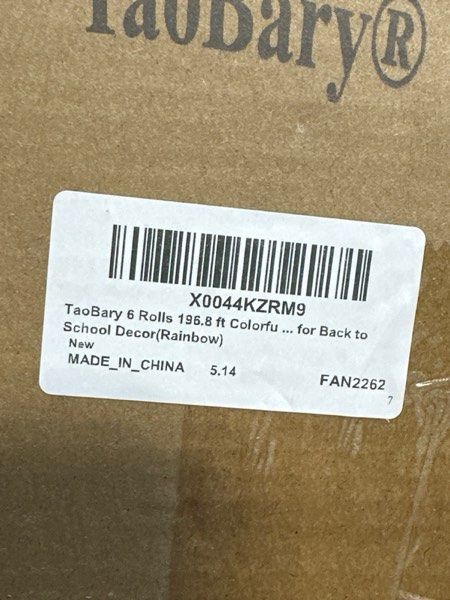 TaoBary®
X0044KZRM9
TaoBary 6 Rolls 196.8 ft Colorfu ... for Back to
School Decor(Rainbow)
New
MADE_IN_CHINA 5.14
FAN2262
7